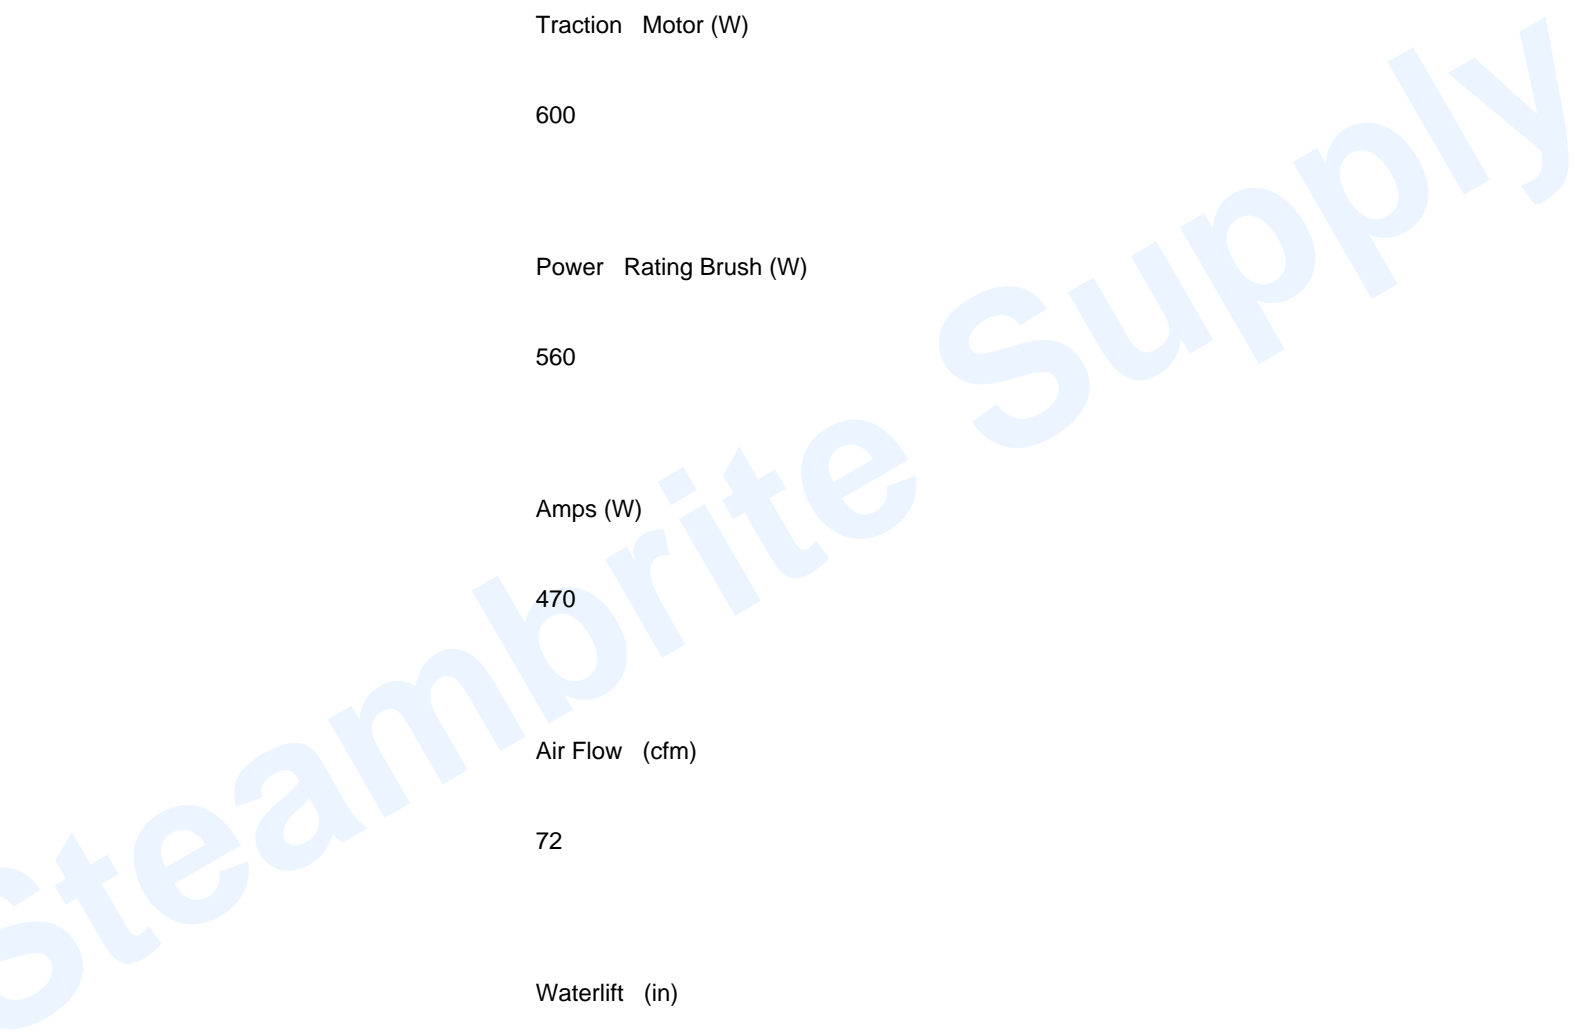 Traction Motor (W)
600
Power Rating Brush (W)
560
Amps (W)
470
Air Flow (cfm)
72
Waterlift (in)
Steambrite Supply